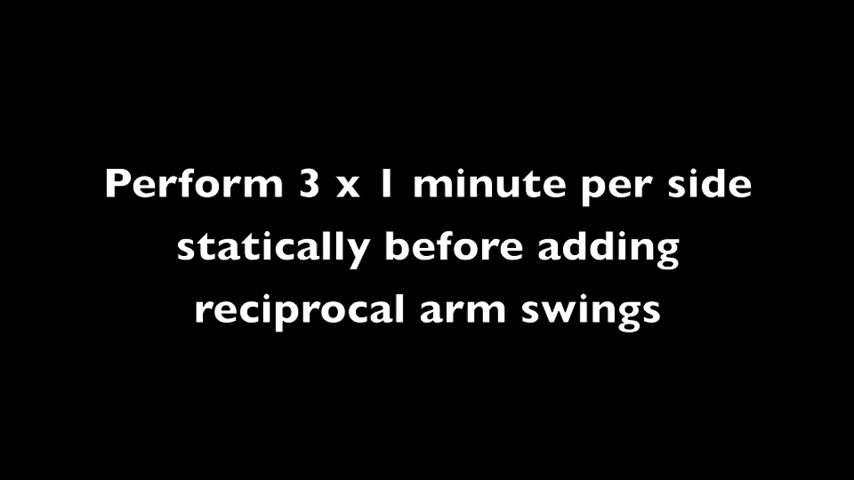 Perform 3 x 1 minute per side
statically before adding
reciprocal arm swings